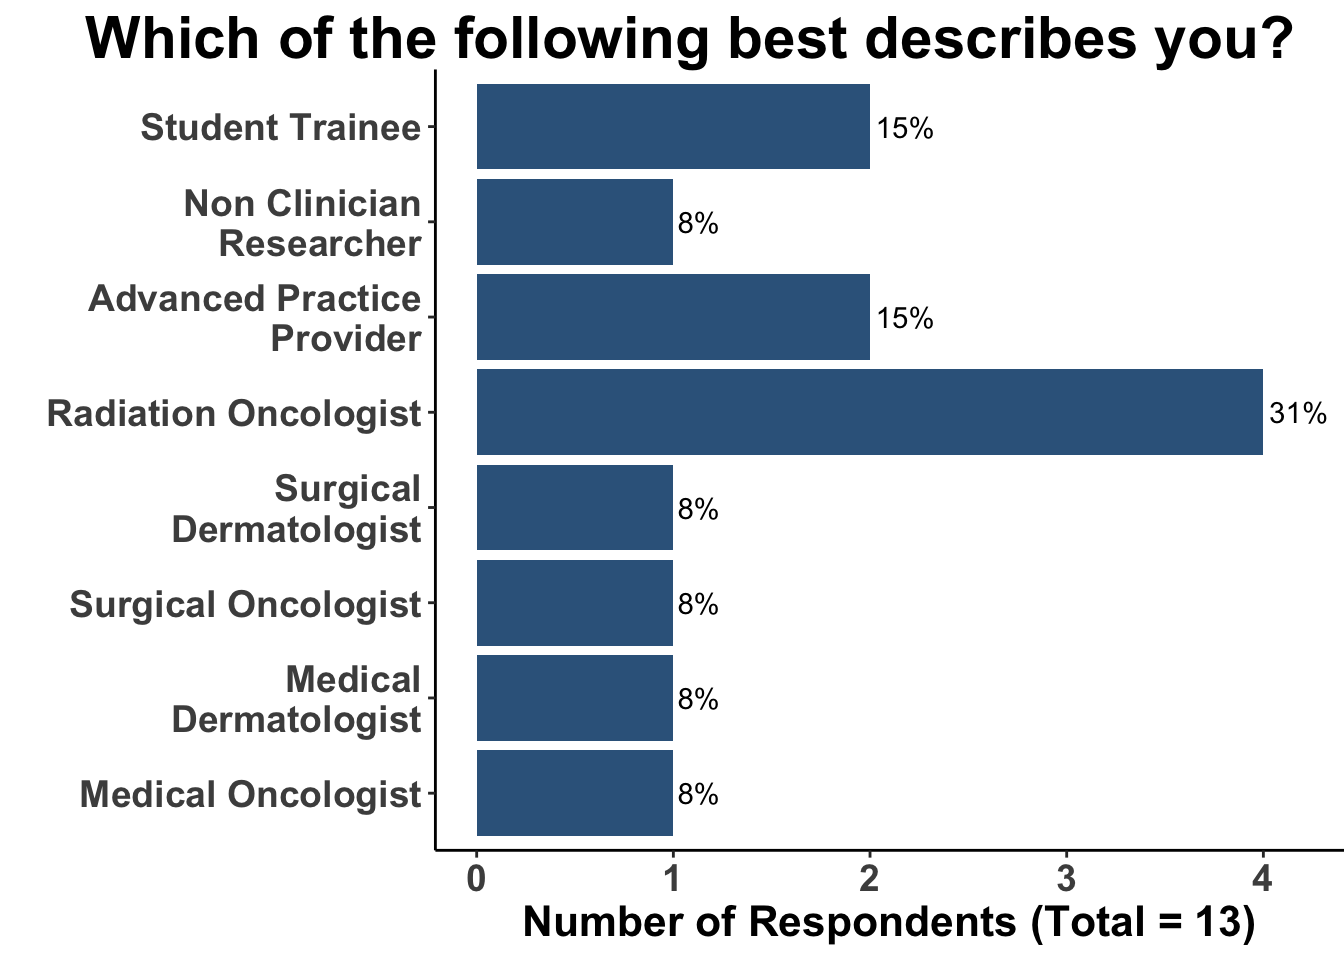 Which of the following best describes you?
Student Trainee
15%
Non Clinician
Researcher
8%
Advanced Practice
Provider
15%
Radiation Oncologist
31%
Surgical
Dermatologist
8%
Surgical Oncologist
8%
Medical
Dermatologist
8%
Medical Oncologist
8%
0 1 2 3 4
Number of Respondents (Total = 13)